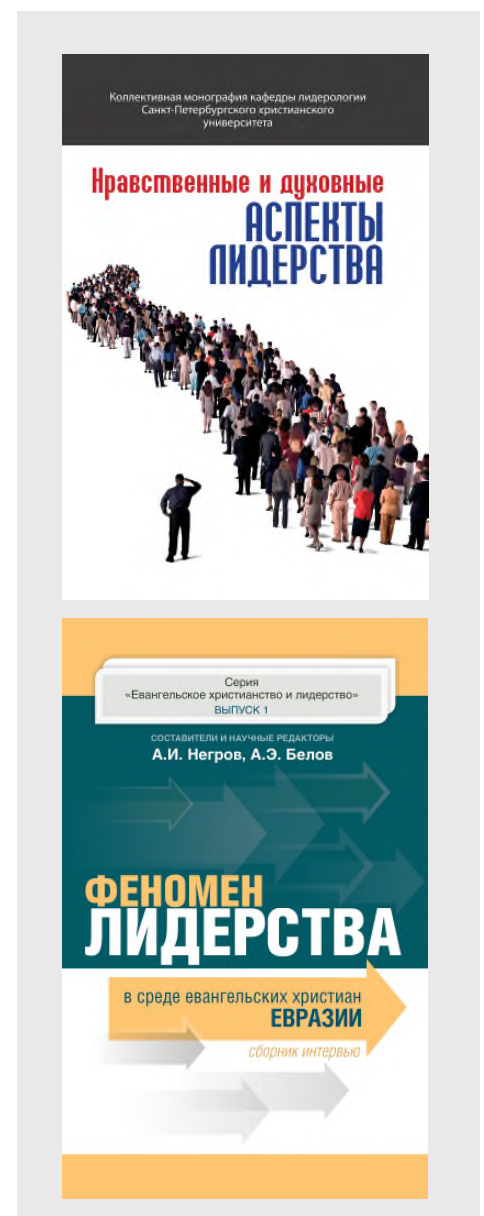 Коллективная монография кафедры лидерологии
Санкт-Петербургского христианского
университета
Нравственные и духовные
АСПЕКТЫ
ЛИДЕРСТВА
Серия
«Евангельское христианство и лидерство»
ВЫПУСК 1
СОСТАВИТЕЛИ И НАУЧНЫЕ РЕДАКТОРЫ
А.И. Негров, А.Э. Белов
ФЕНОМЕН
ЛИДЕРСТВА
в среде евангельских христиан
ЕВРАЗИИ
сборник интервью